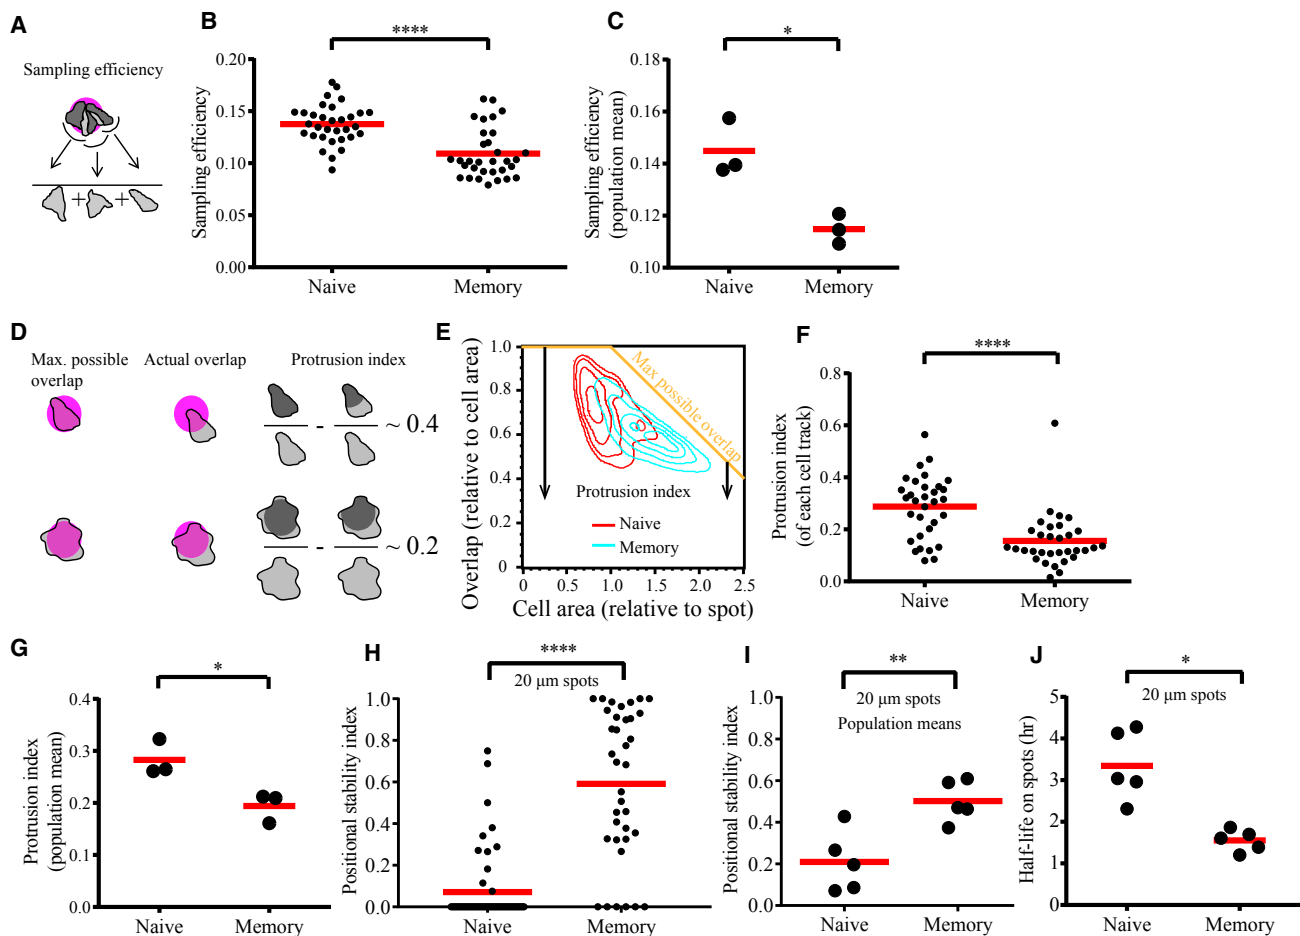 A
Sampling efficiency
+ +
B
****
Sampling efficiency
0.20
0.15
0.10
0.05
0.00
Naive Memory
C
*
Sampling efficiency
(population mean)
0.18
0.16
0.14
0.12
0.10
Naive Memory
D
Max. possible
overlap
Actual overlap
Protrusion index
- ~ 0.4
- ~ 0.2
E
Overlap (relative to cell area)
1.0
0.8
0.6
0.4
0.2
0
Max possible overlap
Protrusion index
Naive
Memory
0 0.5 1.0 1.5 2.0 2.5
Cell area (relative to spot)
F
****
Protrusion index
(of each cell track)
0.8
0.6
0.4
0.2
0.0
Naive Memory
G
*
Protrusion index
(population mean)
0.4
0.3
0.2
0.1
0.0
Naive Memory
H
****
20 μm spots
Positional stability index
1.0
0.8
0.6
0.4
0.2
0.0
Naive Memory
I
**
20 μm spots
Population means
Positional stability index
1.0
0.8
0.6
0.4
0.2
0.0
Naive Memory
J
*
20 μm spots
Half-life on spots (hr)
5
4
3
2
1
0
Naive Memory